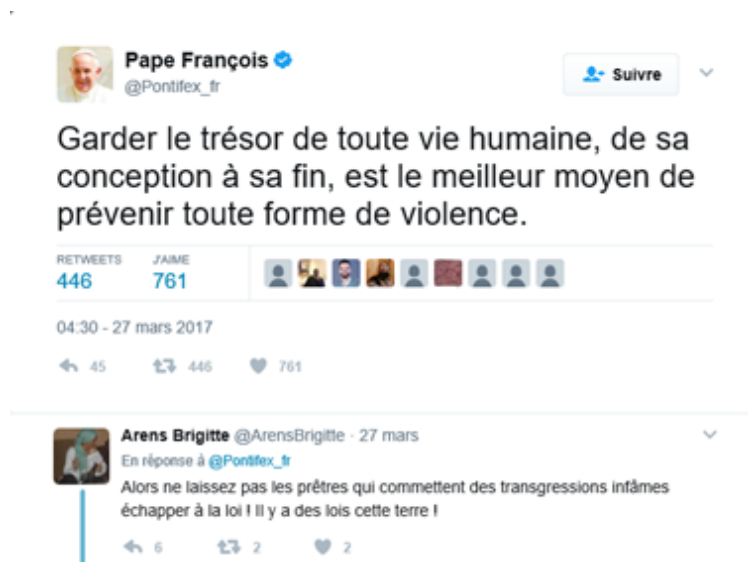 Pape François
@Pontifex_fr
Suivre
Garder le trésor de toute vie humaine, de sa
conception à sa fin, est le meilleur moyen de
prévenir toute forme de violence.
RETWEETS J'AIME
446 761
04:30 - 27 mars 2017
45 446 761
Arens Brigitte @ArensBrigitte · 27 mars
En réponse à @Pontifex_fr
Alors ne laissez pas les prêtres qui commettent des transgressions infâmes
échapper à la loi ! Il y a des lois cette terre !
6 2 2